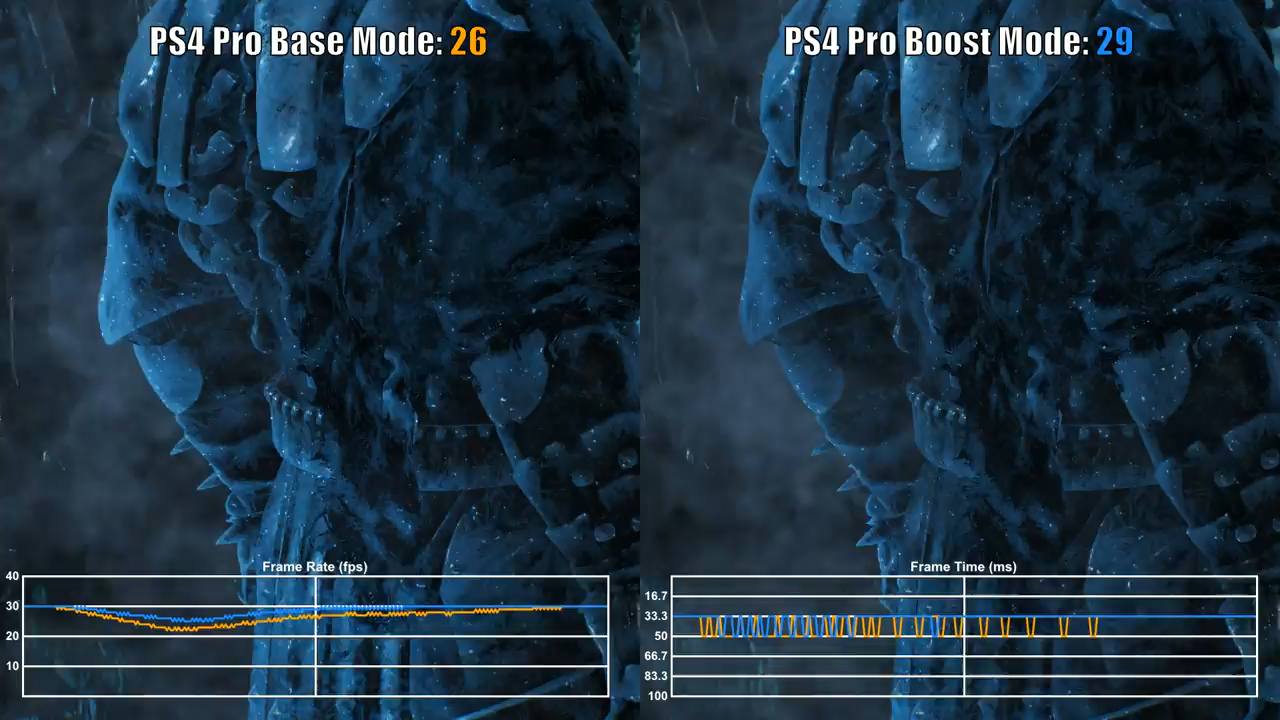 PS4 Pro Base Mode: 26
PS4 Pro Boost Mode: 29
Frame Rate (fps)
40
30
20
10
Frame Time (ms)
16.7
33.3
50
66.7
83.3
100